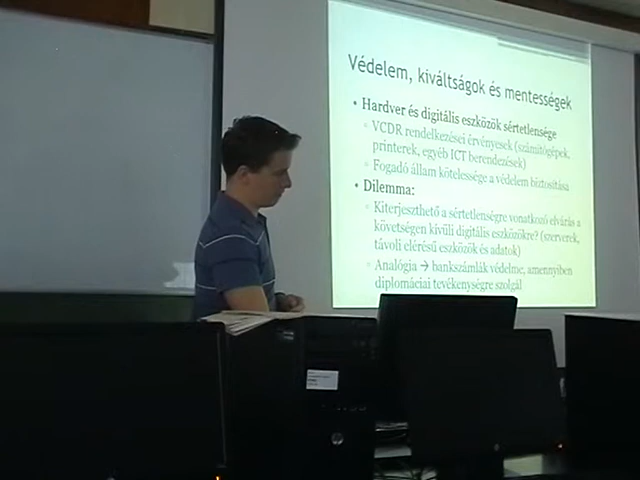 Védelem, kiváltságok és mentességek
• Hardver és digitális eszközök sértetlensége
▫ VCDR rendelkezései érvényesek (számítógépek,
printerek, egyéb ICT berendezések)
▫ Fogadó állam kötelessége a védelem biztosítása
• Dilemma:
▫ Kiterjeszthető a sértetlenségre vonatkozó elvárás a
követségen kívüli digitális eszközökre? (szerverek,
távoli elérésű eszközök és adatok)
▫ Analógia → bankszámlák védelme, amennyiben
diplomáciai tevékenységre szolgál